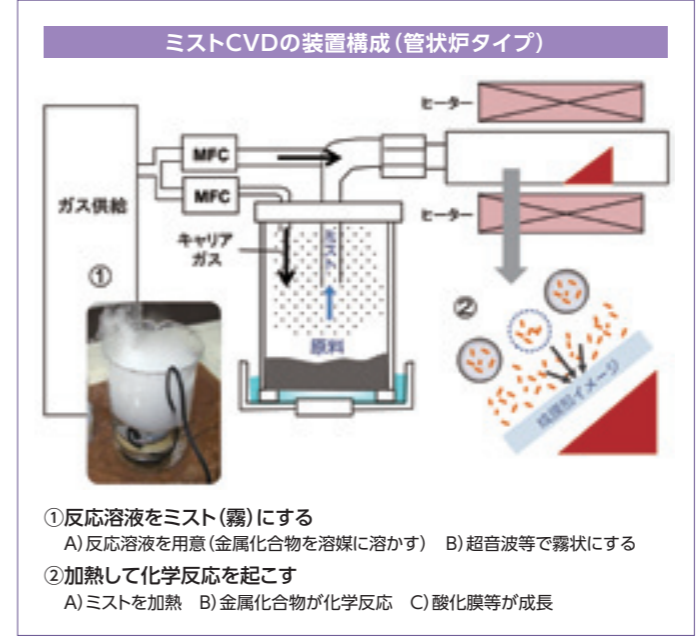 ミストCVDの装置構成（管状炉タイプ）
ヒーター
MFC
MFC
ガス供給
キャリア
ガス
ミスト
ヒーター
①
②
原料
成膜部イメージ
①反応溶液をミスト（霧）にする
A）反応溶液を用意（金属化合物を溶媒に溶かす） B）超音波等で霧状にする
②加熱して化学反応を起こす
A）ミストを加熱 B）金属化合物が化学反応 C）酸化膜等が成長